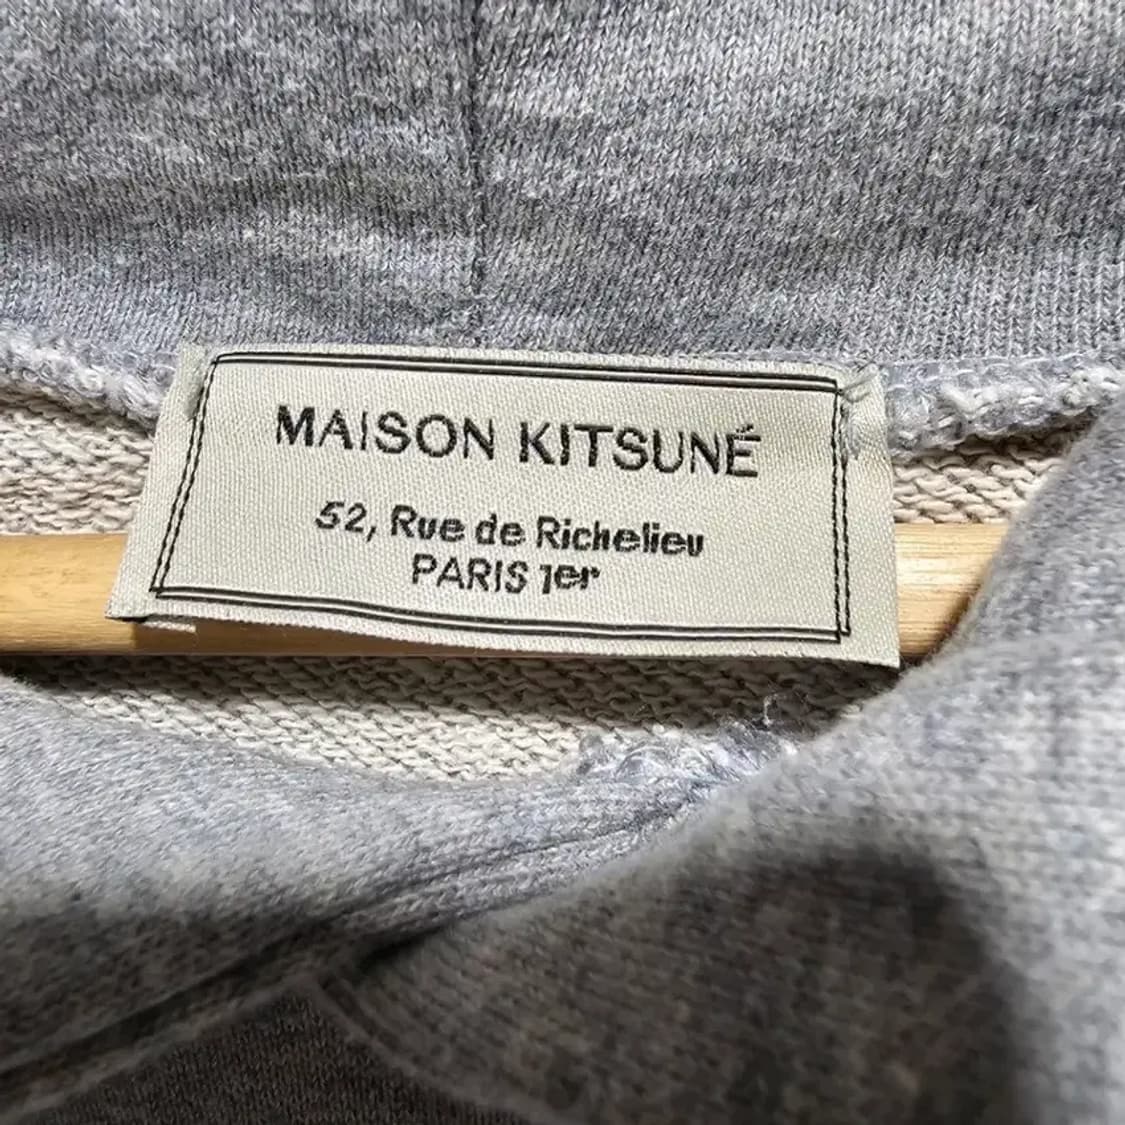 MAISON KITSUNÉ
52, Rue de Richelieu
PARIS 1er